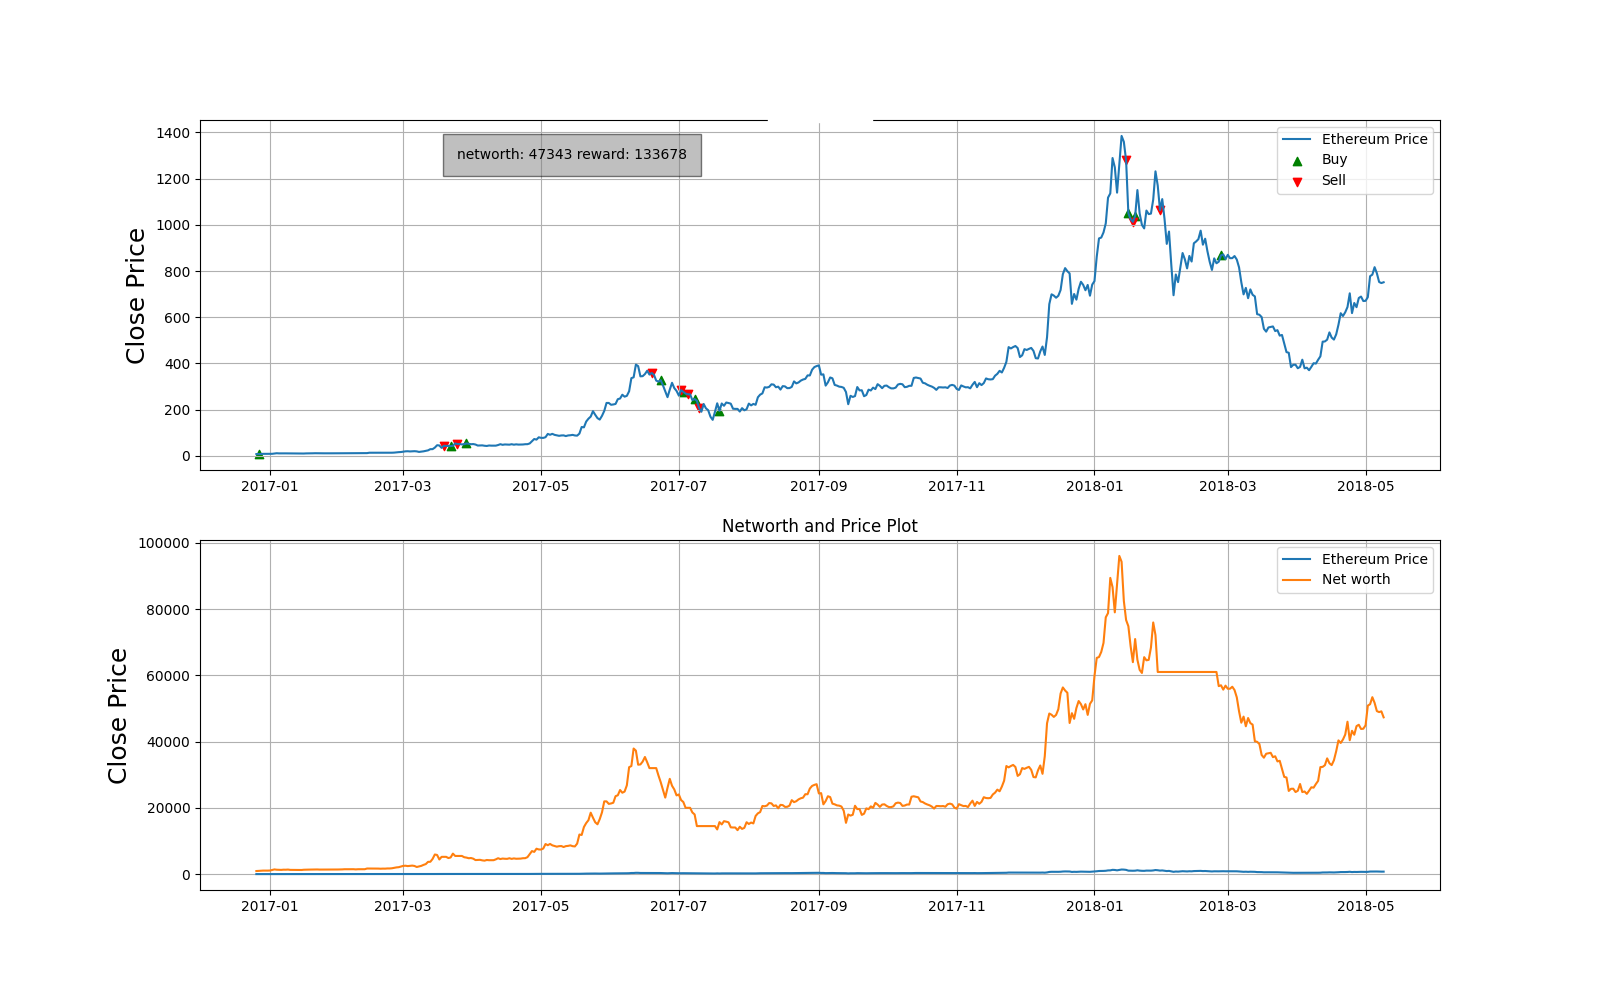 1400
1200
1000
800
600
400
200
0
Close Price
networth: 47343 reward: 133678
Ethereum Price
Buy
Sell
2017-01 2017-03 2017-05 2017-07 2017-09 2017-11 2018-01 2018-03 2018-05
Networth and Price Plot
100000
80000
60000
40000
20000
0
Close Price
Ethereum Price
Net worth
2017-01 2017-03 2017-05 2017-07 2017-09 2017-11 2018-01 2018-03 2018-05